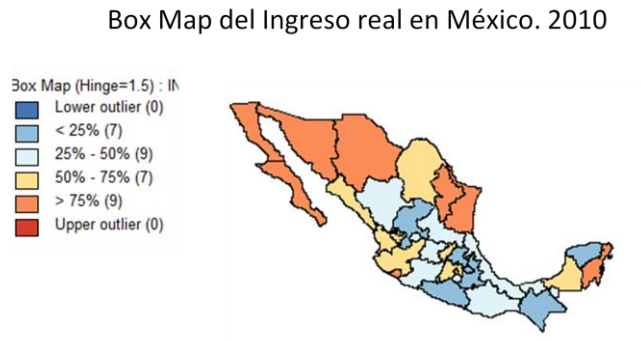 Box Map del Ingreso real en México. 2010
Box Map (Hinge=1.5) : IN
Lower outlier (0)
< 25% (7)
25% - 50% (9)
50% - 75% (7)
> 75% (9)
Upper outlier (0)